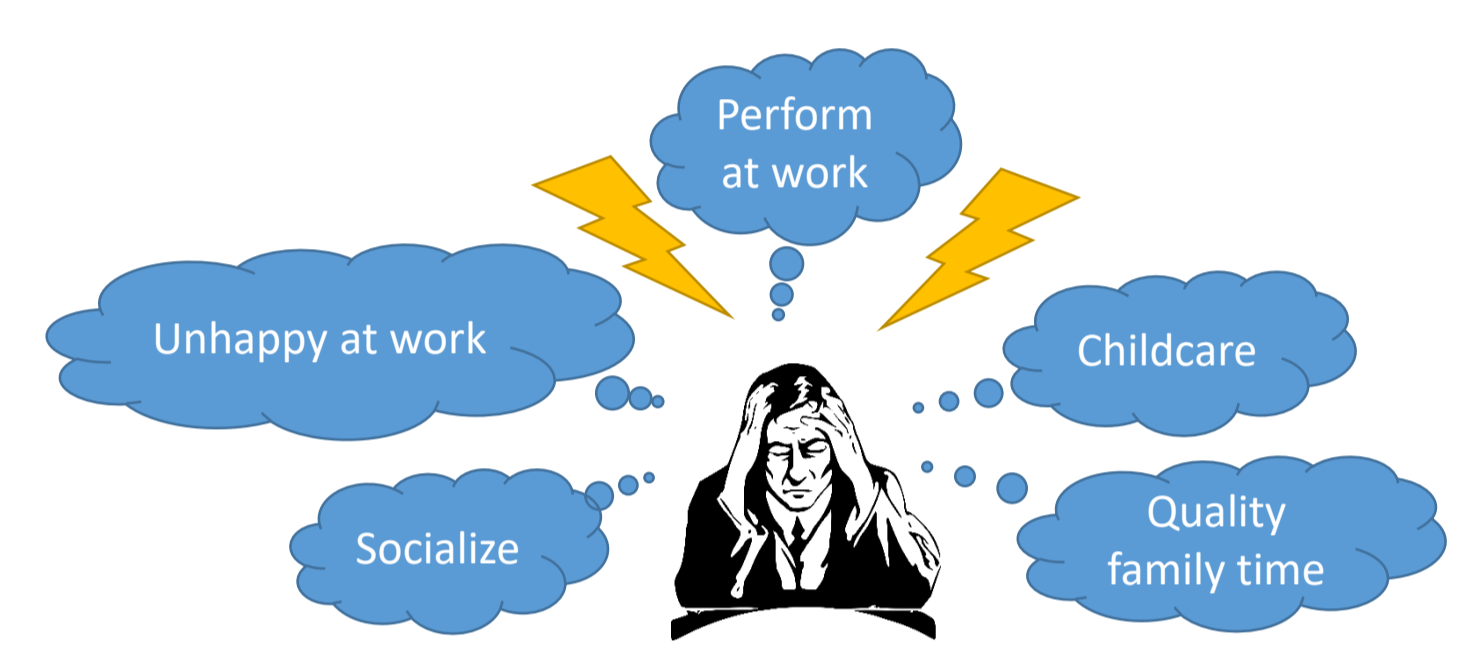 Perform
at work
Unhappy at work
Childcare
Socialize
Quality
family time